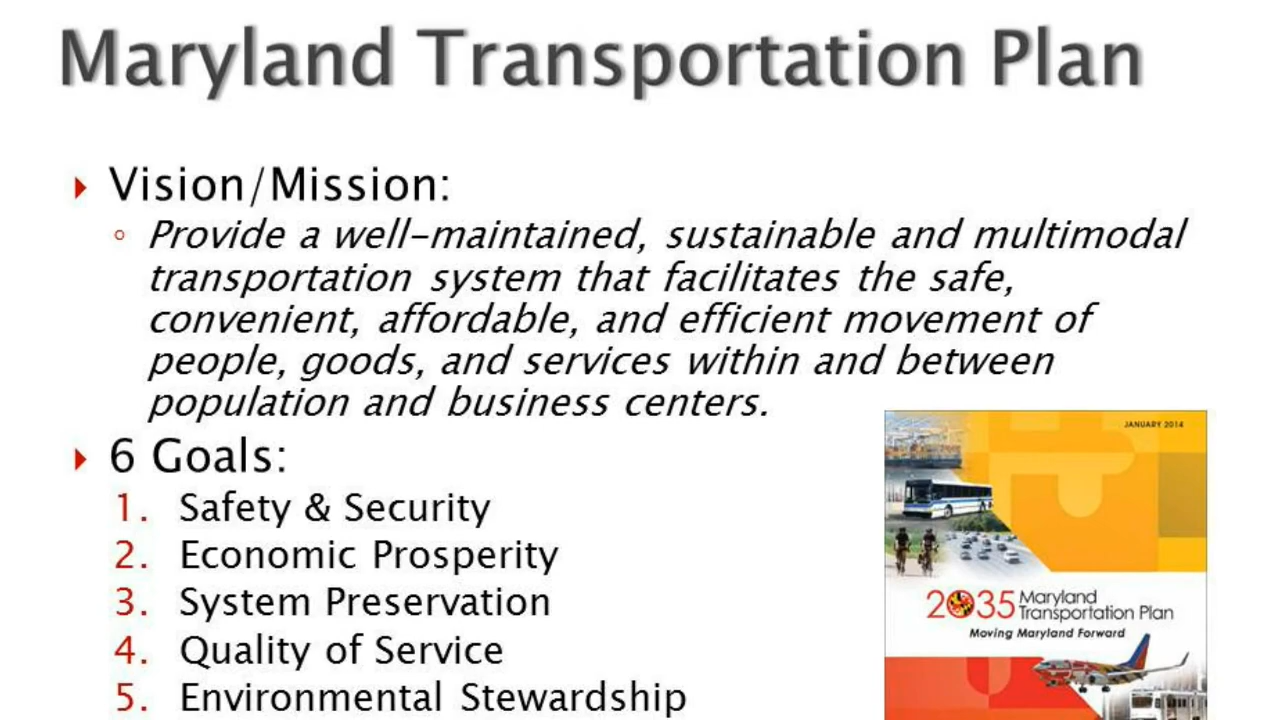 Maryland Transportation Plan
Vision/Mission:
Provide a well-maintained, sustainable and multimodal
transportation system that facilitates the safe,
convenient, affordable, and efficient movement of
people, goods, and services within and between
population and business centers.
6 Goals:
1. Safety & Security
2. Economic Prosperity
3. System Preservation
4. Quality of Service
5. Environmental Stewardship
JANUARY 2014
2035 Maryland
Transportation Plan
Moving Maryland Forward